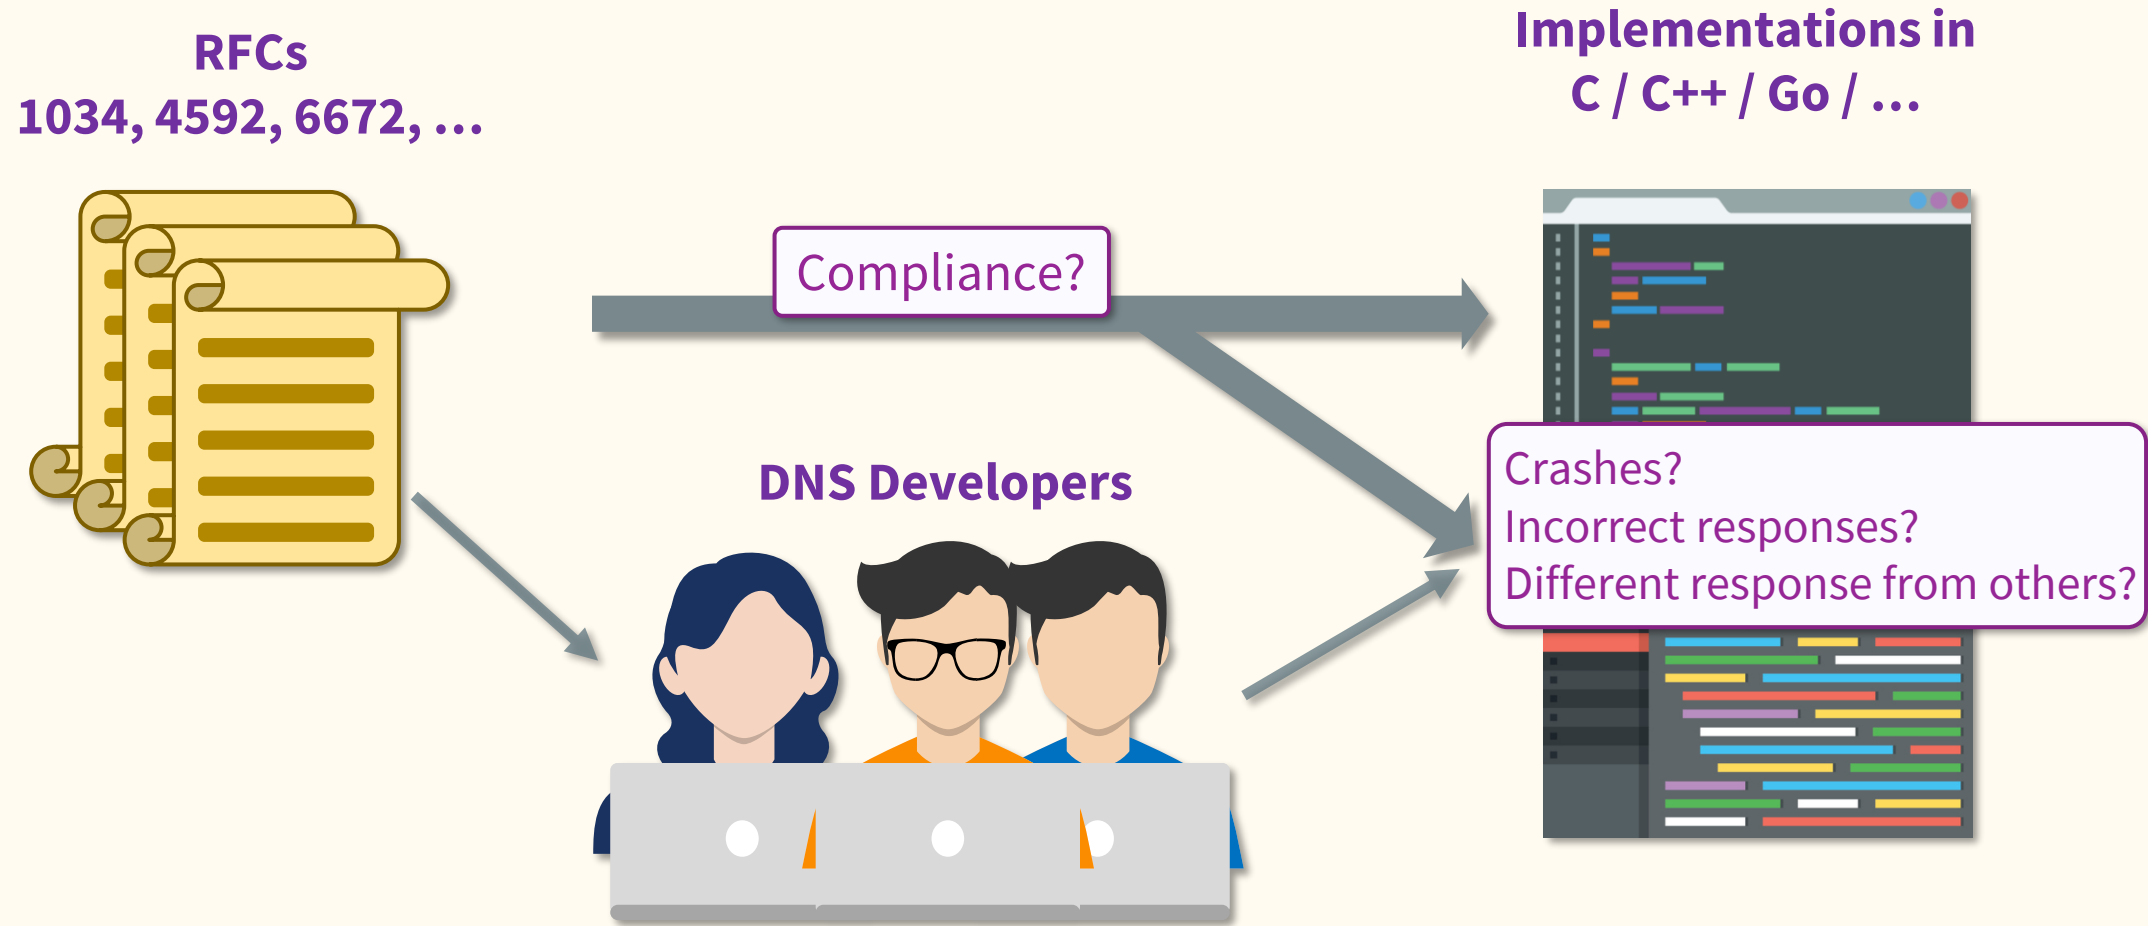 RFCs
1034, 4592, 6672, ...
Implementations in
C / C++ / Go / ...
Compliance?
DNS Developers
Crashes?
Incorrect responses?
Different response from others?